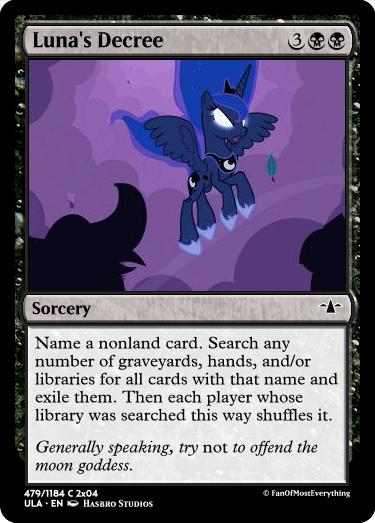 Luna's Decree 3
Sorcery
Name a nonland card. Search any
number of graveyards, hands, and/or
libraries for all cards with that name and
exile them. Then each player whose
library was searched this way shuffles it.
Generally speaking, try not to offend the
moon goddess.
479/1184 C 2x04
ULA · EN Hasbro Studios
© FanOfMostEverything